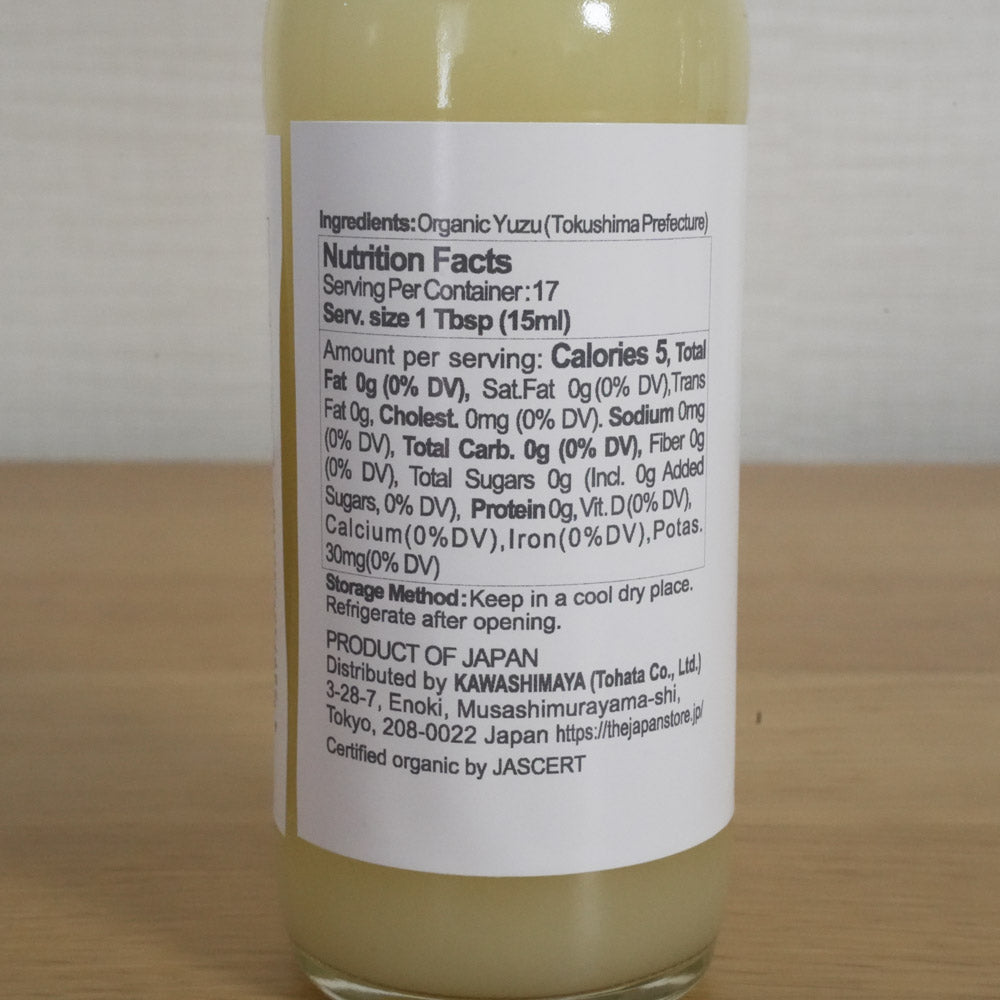 Ingredients: Organic Yuzu (Tokushima Prefecture)
Nutrition Facts
Serving Per Container : 17
Serv. size 1 Tbsp (15ml)
Amount per serving: Calories 5, Total
Fat 0g (0% DV), Sat.Fat 0g (0% DV),Trans
Fat 0g, Cholest. 0mg (0% DV). Sodium 0mg
(0% DV), Total Carb. 0g (0% DV), Fiber 0g
(0% DV), Total Sugars 0g (Incl. 0g Added
Sugars, 0% DV), Protein 0g, Vit. D (0% DV),
Calcium(0%DV),Iron(0%DV),Potas.
30mg(0% DV)
Storage Method : Keep in a cool dry place.
Refrigerate after opening.
PRODUCT OF JAPAN
Distributed by KAWASHIMAYA (Tohata Co., Ltd.)
3-28-7, Enoki, Musashimurayama-shi,
Tokyo, 208-0022 Japan https://thejapanstore.jp/
Certified organic by JASCERT